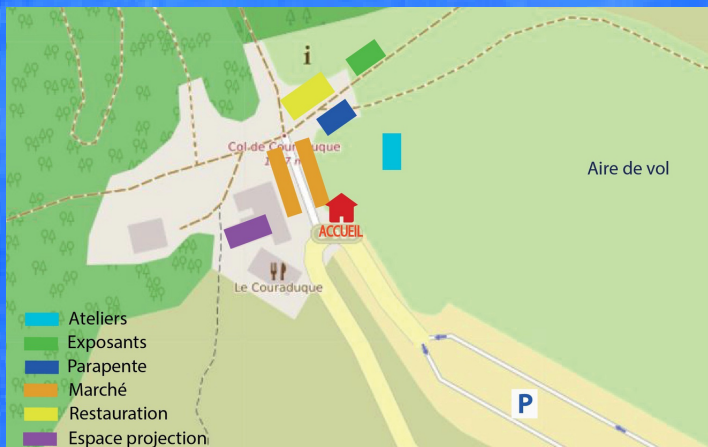 i
Col de Couraduque
Aire de vol
ACCUEIL
Le Couraduque
Ateliers
Exposants
Parapente
Marché
Restauration
Espace projection
P